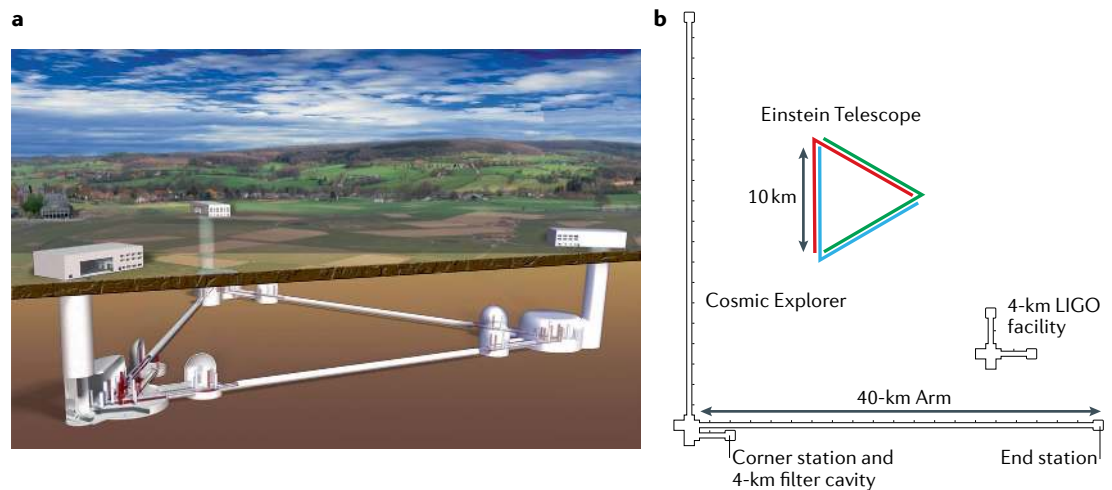 a
b
Einstein Telescope
10 km
Cosmic Explorer
4-km LIGO
facility
40-km Arm
Corner station and
4-km filter cavity
End station